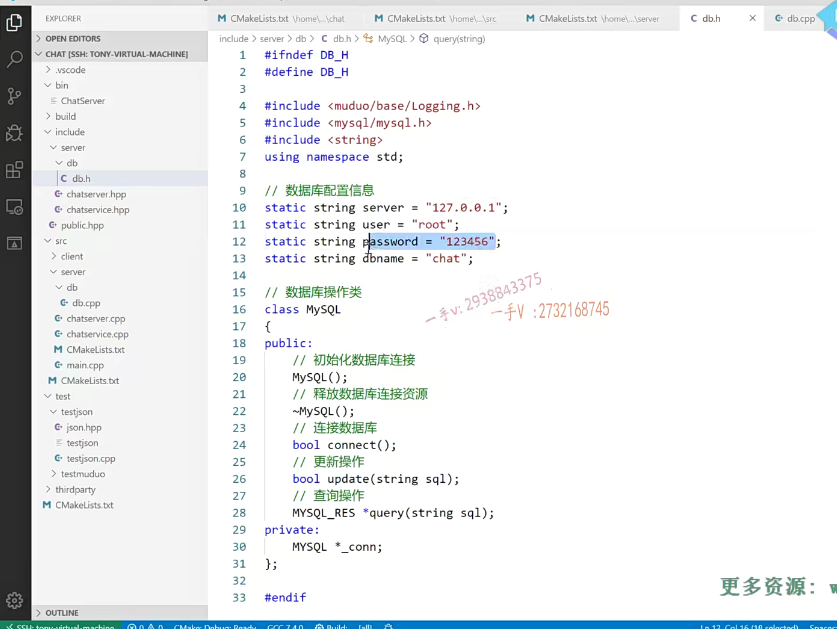 CMakeLists.txt \home\...\chat
CMakeLists.txt \home\...\src
CMakeLists.txt \home\...\server
db.h
db.cpp
EXPLORER
OPEN EDITORS
CHAT [SSH: TONY-VIRTUAL-MACHINE]
.vscode
bin
ChatServer
build
include
server
db
db.h
chatserver.hpp
chatservice.hpp
public.hpp
src
client
server
db
db.cpp
chatserver.cpp
chatservice.cpp
CMakeLists.txt
main.cpp
CMakeLists.txt
test
testjson
json.hpp
testjson
testjson.cpp
testmuduo
thirdparty
CMakeLists.txt
OUTLINE
include > server > db > db.h > MySQL > query(string)
1 #ifndef DB_H
2 #define DB_H
3
4 #include <muduo/base/Logging.h>
5 #include <mysql/mysql.h>
6 #include <string>
7 using namespace std;
8
9 // 数据库配置信息
10 static string server = "127.0.0.1";
11 static string user = "root";
12 static string password = "123456";
13 static string dbname = "chat";
14
15 // 数据库操作类
16 class MySQL
17 {
18 public:
19 // 初始化数据库连接
20 MySQL();
21 // 释放数据库连接资源
22 ~MySQL();
23 // 连接数据库
24 bool connect();
25 // 更新操作
26 bool update(string sql);
27 // 查询操作
28 MYSQL_RES *query(string sql);
29 private:
30 MYSQL *_conn;
31 };
32
33 #endif
一手v:2938843375
一手V :2732168745
更多资源:
SSH: tony-virtual-machine
0 0
CMake: Debug: Ready
GCC 7.4.0
Build:
[all]
Ln 12, Col 16 (18 selected)